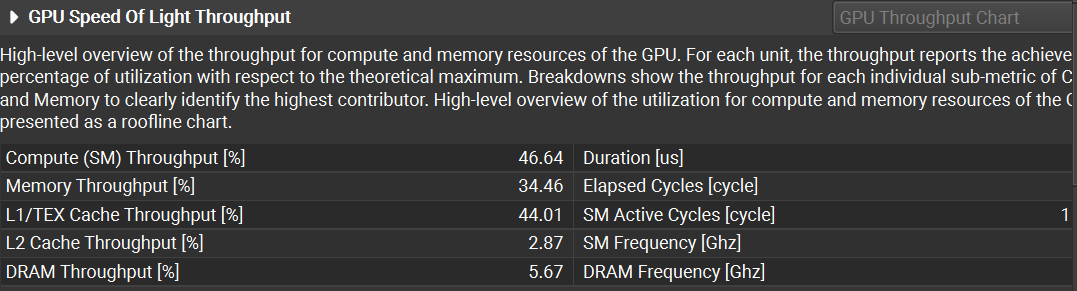 GPU Speed Of Light Throughput GPU Throughput Chart
High-level overview of the throughput for compute and memory resources of the GPU. For each unit, the throughput reports the achieve
percentage of utilization with respect to the theoretical maximum. Breakdowns show the throughput for each individual sub-metric of C
and Memory to clearly identify the highest contributor. High-level overview of the utilization for compute and memory resources of the
presented as a roofline chart.
Compute (SM) Throughput [%] 46.64 Duration [us]
Memory Throughput [%] 34.46 Elapsed Cycles [cycle]
L1/TEX Cache Throughput [%] 44.01 SM Active Cycles [cycle] 1
L2 Cache Throughput [%] 2.87 SM Frequency [Ghz]
DRAM Throughput [%] 5.67 DRAM Frequency [Ghz]